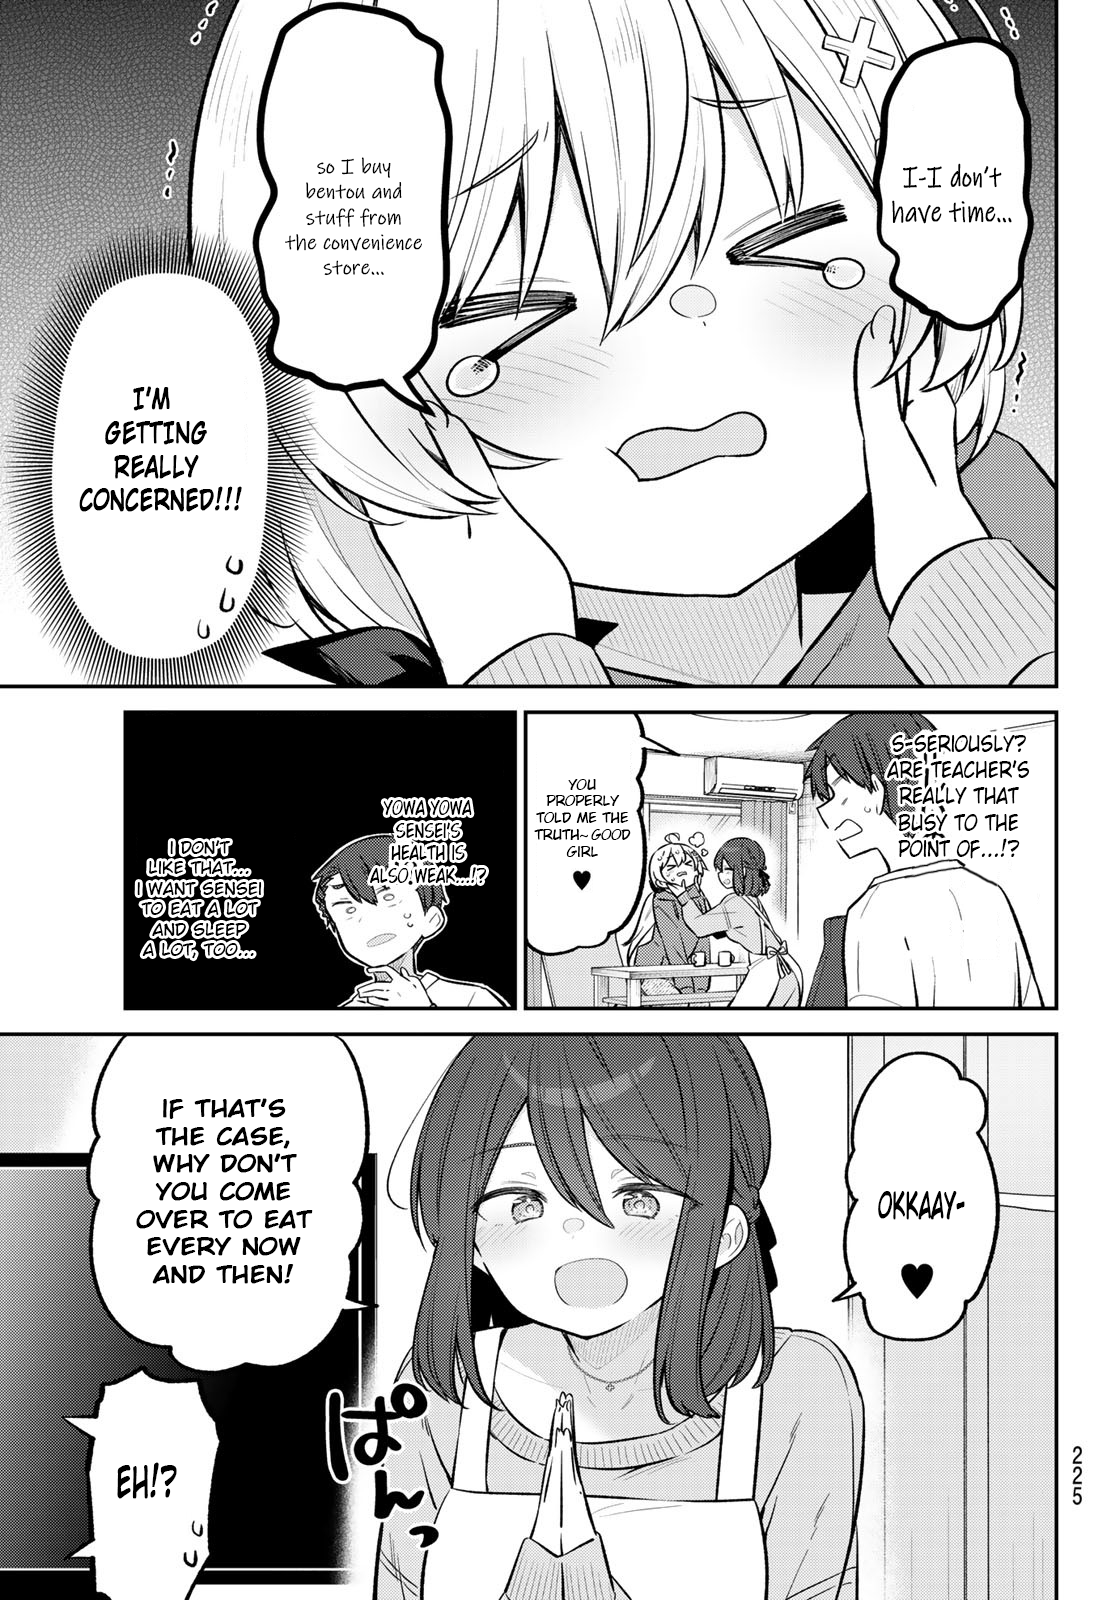 I-I don't
have time...
so I buy
bentou and
stuff from
the convenience
store...
I'M
GETTING
REALLY
CONCERNED!!!
S-SERIOUSLY?
ARE TEACHER'S
REALLY THAT
BUSY TO THE
POINT OF...!?
YOU
PROPERLY
TOLD ME THE
TRUTH~ GOOD
GIRL
♥
YOWA YOWA
SENSEI'S
HEALTH IS
ALSO WEAK...!?
I DON'T
LIKE THAT...
I WANT SENSEI
TO EAT A LOT
AND SLEEP
A LOT, TOO...
OKKAAY-
♥
IF THAT'S
THE CASE,
WHY DON'T
YOU COME
OVER TO EAT
EVERY NOW
AND THEN!
ぱんっ
EH!?
225